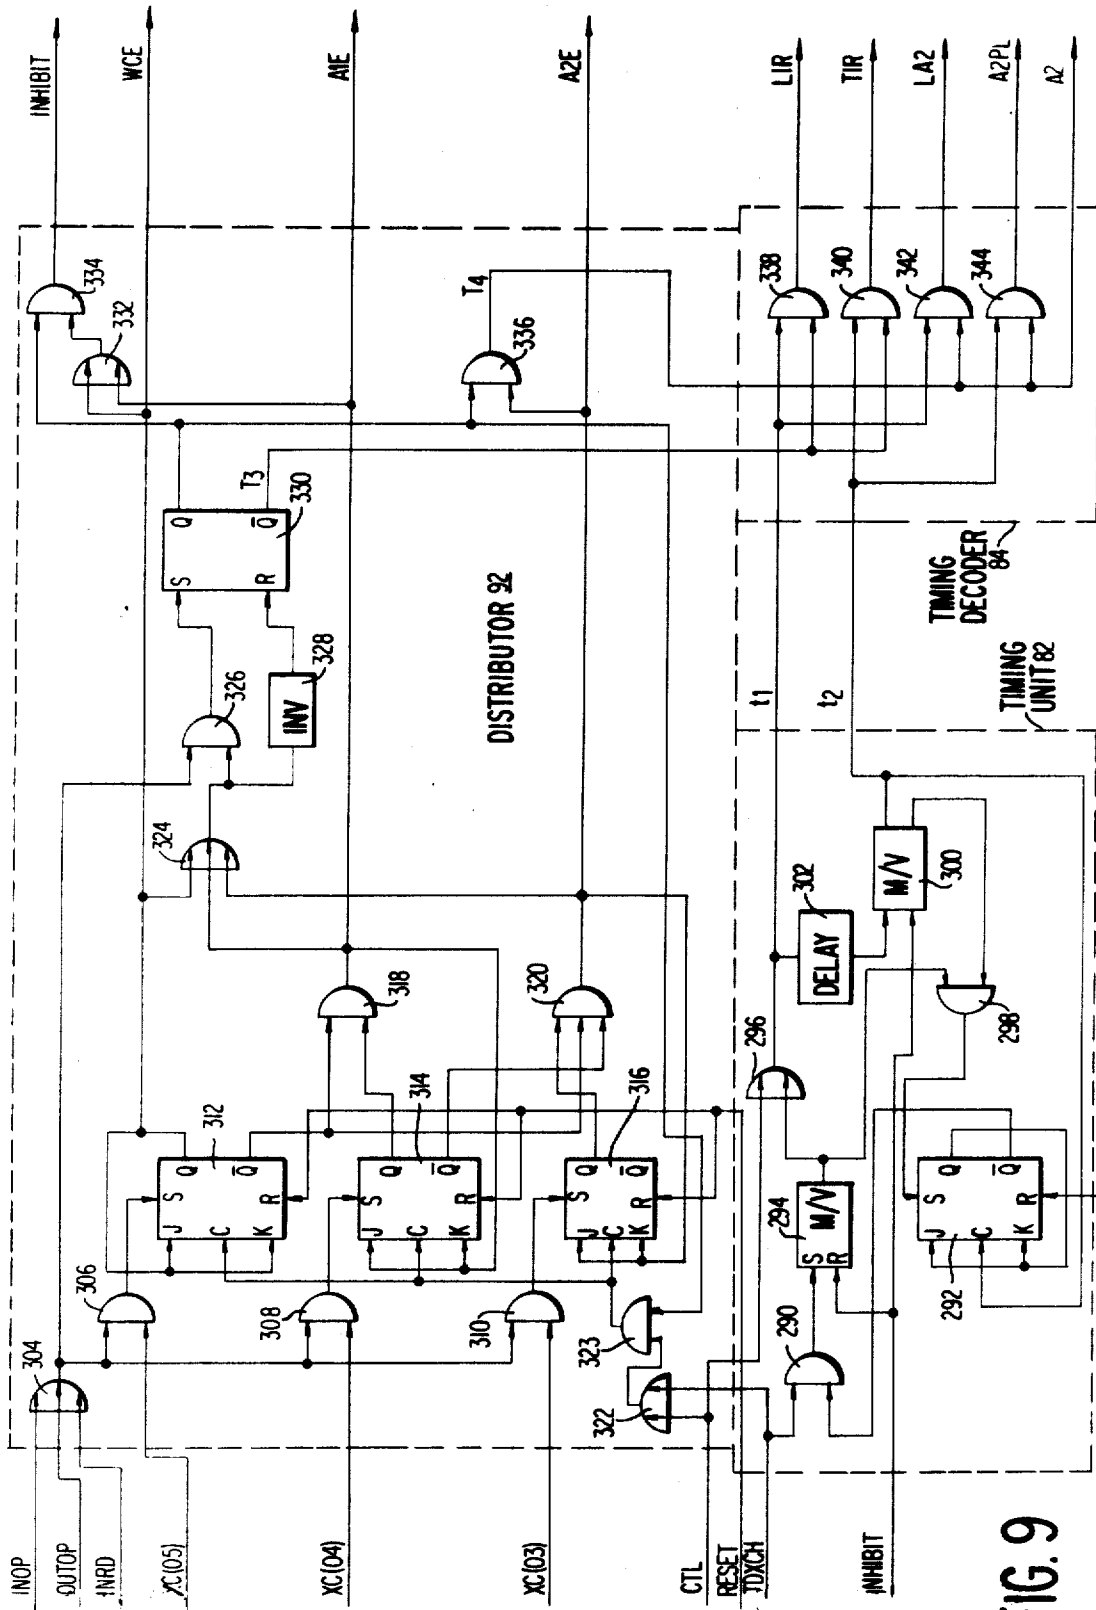 INOP
OUTOP
INRD
XC(05)
XC(04)
XC(03)
CTL
RESET
TDXCH
INHIBIT
304
306
308
310
322
323
J
S
Q
C
Q̅
K
R
312
J
S
Q
C
Q̅
K
R
314
J
S
Q
C
Q̅
K
R
316
318
320
324
326
INV
328
S
Q
R
Q̅
330
T3
332
334
336
T4
DISTRIBUTOR 92
INHIBIT
WCE
A1E
A2E
290
S
R
M/V
294
296
298
DELAY
302
M/V
300
J
S
Q
C
Q̅
K
R
292
t1
t2
TIMING
UNIT 82
TIMING
DECODER
84
338
340
342
344
LIR
TIR
LA2
A2PL
A2
FIG. 9